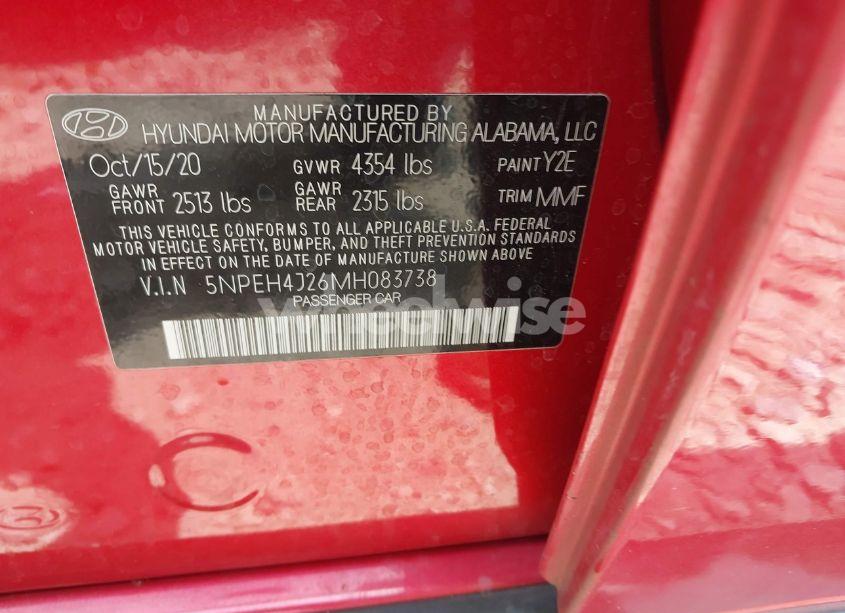 MANUFACTURED BY
HYUNDAI MOTOR MANUFACTURING ALABAMA, LLC
Oct/15/20 GVWR 4354 lbs PAINT Y2E
GAWR FRONT 2513 lbs GAWR REAR 2315 lbs TRIM MMF
THIS VEHICLE CONFORMS TO ALL APPLICABLE U.S.A. FEDERAL
MOTOR VEHICLE SAFETY, BUMPER, AND THEFT PREVENTION STANDARDS
IN EFFECT ON THE DATE OF MANUFACTURE SHOWN ABOVE
V.I.N 5NPEH4J26MH083738
PASSENGER CAR
wheelwise